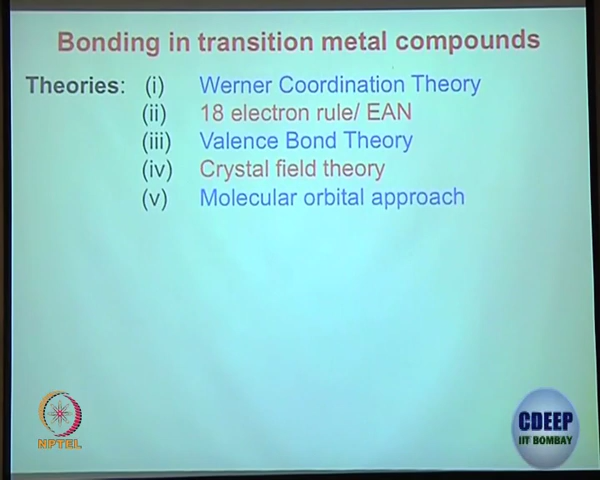 Bonding in transition metal compounds
Theories: (i) Werner Coordination Theory
(ii) 18 electron rule/ EAN
(iii) Valence Bond Theory
(iv) Crystal field theory
(v) Molecular orbital approach
NPTEL
CDEEP
IIT BOMBAY